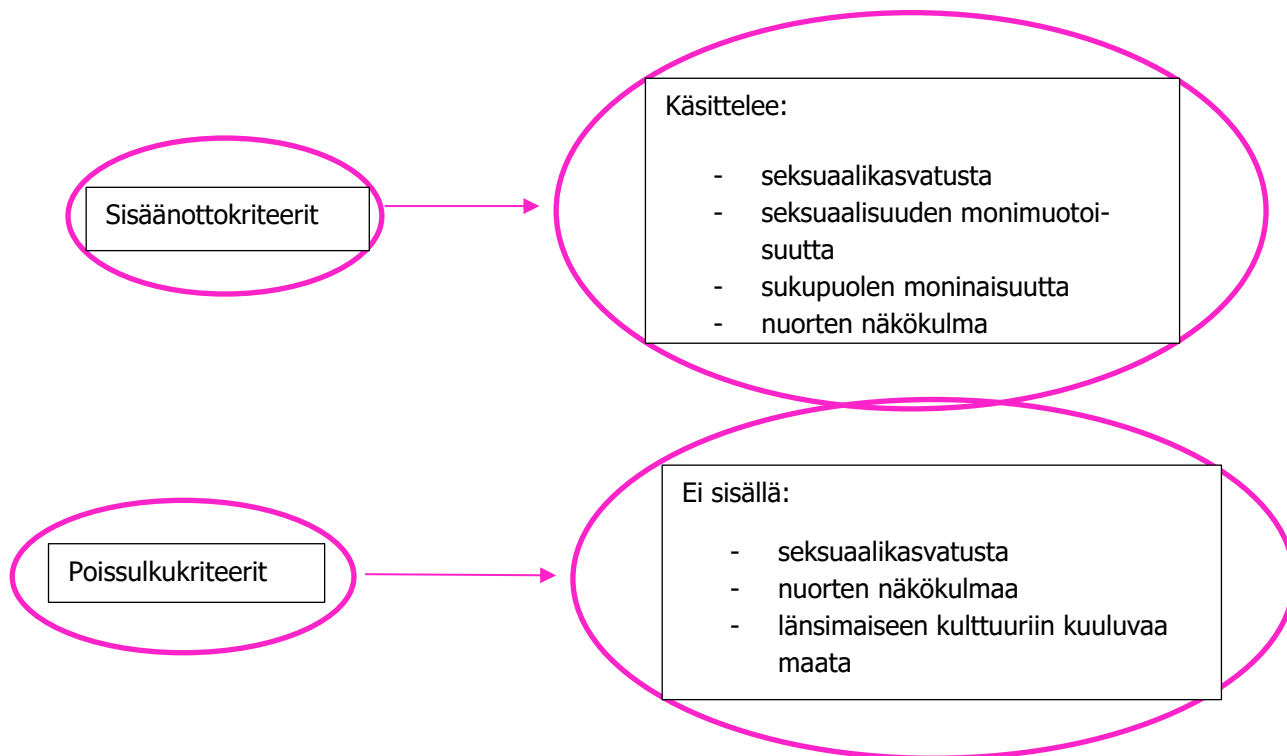 Sisäänottokriteerit
Käsittelee:
- seksuaalikasvatusta
- seksuaalisuuden monimuotoi-
suutta
- sukupuolen moninaisuutta
- nuorten näkökulma
Poissulkukriteerit
Ei sisällä:
- seksuaalikasvatusta
- nuorten näkökulmaa
- länsimaiseen kulttuuriin kuuluvaa
maata